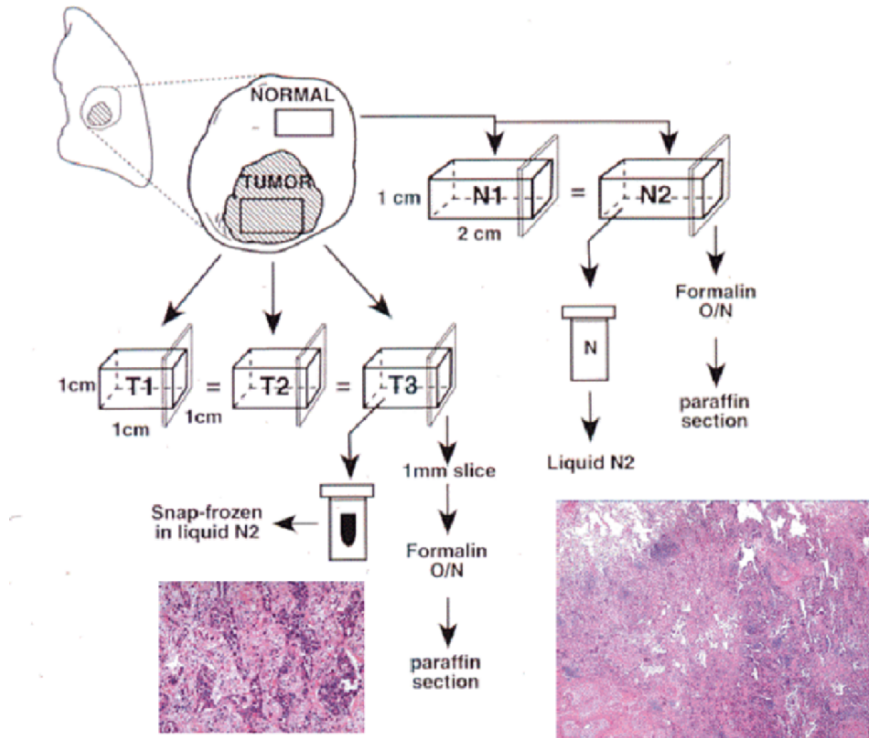 NORMAL
TUMOR
1 cm
N1
=
N2
2 cm
Formalin
O/N
N
paraffin
section
Liquid N2
1cm
T1
=
T2
=
T3
1cm
1cm
1mm slice
Snap-frozen
in liquid N2
Formalin
O/N
paraffin
section